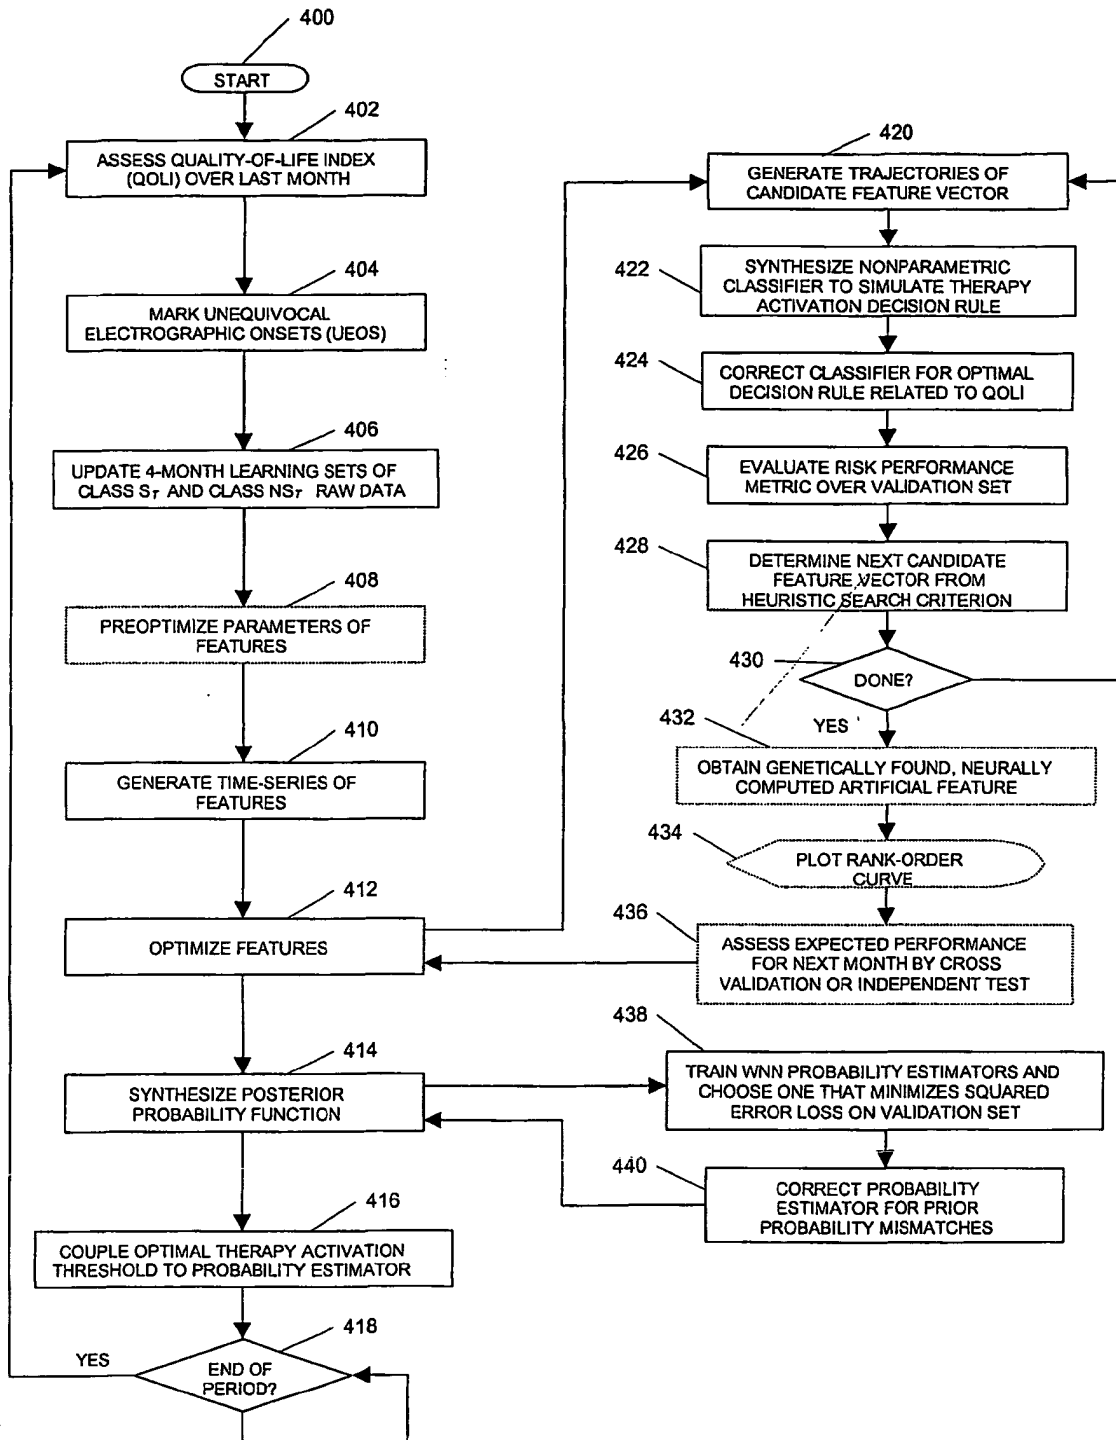 400
START
402
ASSESS QUALITY-OF-LIFE INDEX
(QOLI) OVER LAST MONTH
404
MARK UNEQUIVOCAL
ELECTROGRAPHIC ONSETS (UEOS)
406
UPDATE 4-MONTH LEARNING SETS OF
CLASS Sτ AND CLASS NSτ RAW DATA
408
PREOPTIMIZE PARAMETERS OF
FEATURES
410
GENERATE TIME-SERIES OF
FEATURES
412
OPTIMIZE FEATURES
414
SYNTHESIZE POSTERIOR
PROBABILITY FUNCTION
416
COUPLE OPTIMAL THERAPY ACTIVATION
THRESHOLD TO PROBABILITY ESTIMATOR
418
YES
END OF
PERIOD?
420
GENERATE TRAJECTORIES OF
CANDIDATE FEATURE VECTOR
422
SYNTHESIZE NONPARAMETRIC
CLASSIFIER TO SIMULATE THERAPY
ACTIVATION DECISION RULE
424
CORRECT CLASSIFIER FOR OPTIMAL
DECISION RULE RELATED TO QOLI
426
EVALUATE RISK PERFORMANCE
METRIC OVER VALIDATION SET
428
DETERMINE NEXT CANDIDATE
FEATURE VECTOR FROM
HEURISTIC SEARCH CRITERION
430
DONE?
YES
432
OBTAIN GENETICALLY FOUND, NEURALLY
COMPUTED ARTIFICIAL FEATURE
434
PLOT RANK-ORDER
CURVE
436
ASSESS EXPECTED PERFORMANCE
FOR NEXT MONTH BY CROSS
VALIDATION OR INDEPENDENT TEST
438
TRAIN WNN PROBABILITY ESTIMATORS AND
CHOOSE ONE THAT MINIMIZES SQUARED
ERROR LOSS ON VALIDATION SET
440
CORRECT PROBABILITY
ESTIMATOR FOR PRIOR
PROBABILITY MISMATCHES